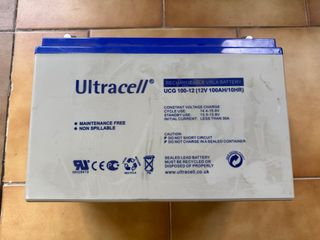 Ultracell®
RECHARGEABLE VRLA BATTERY
UCG 100-12 (12V 100AH/10HR)
CONSTANT VOLTAGE CHARGE
CYCLE USE: 14.4-15.0V
STANDBY USE: 13.5-13.8V
INITIAL CURRENT: LESS THAN 30A
• MAINTENANCE FREE
• NON SPILLABLE
CAUTION:
DO NOT SHORT CIRCUIT
DO NOT CHARGE IN A SEALED CONTAINER
SEALED LEAD BATTERY
MUST BE DISPOSED OF PROPERLY
www.ultracell.co.uk
CE
Pb